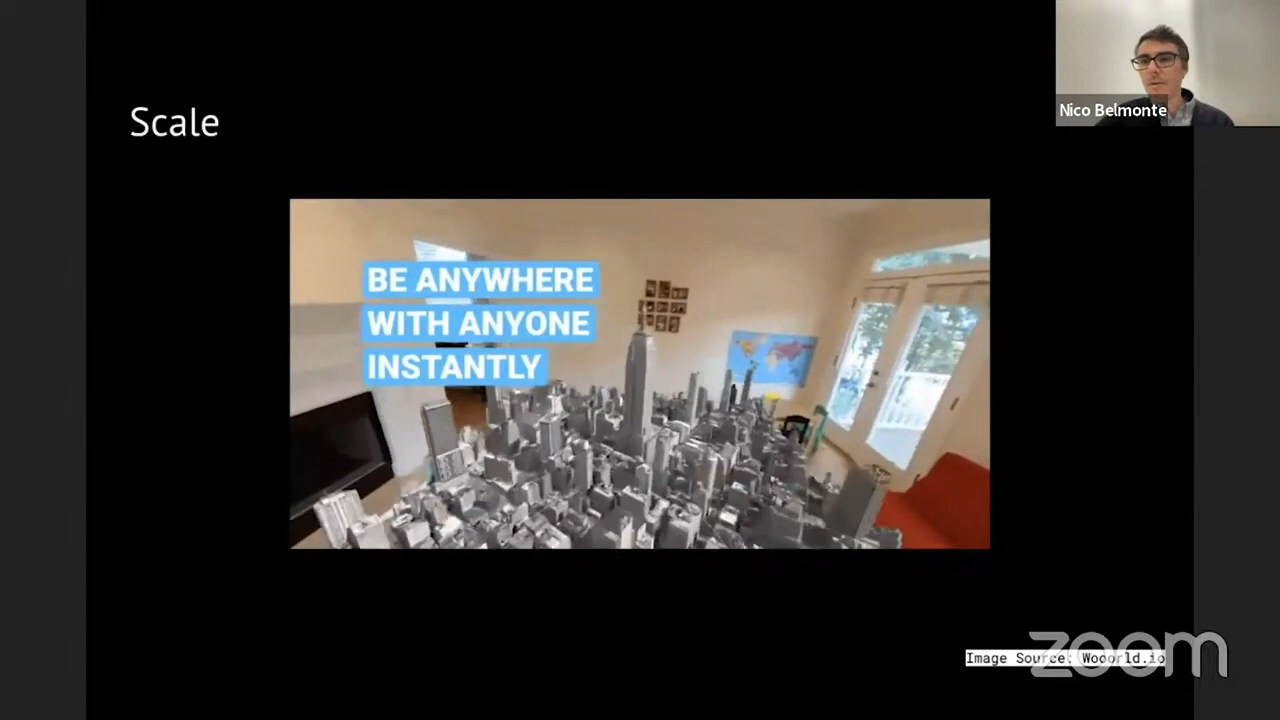 Nico Belmonte
Scale
BE ANYWHERE
WITH ANYONE
INSTANTLY
Image Source: Wooorld.io
zoom